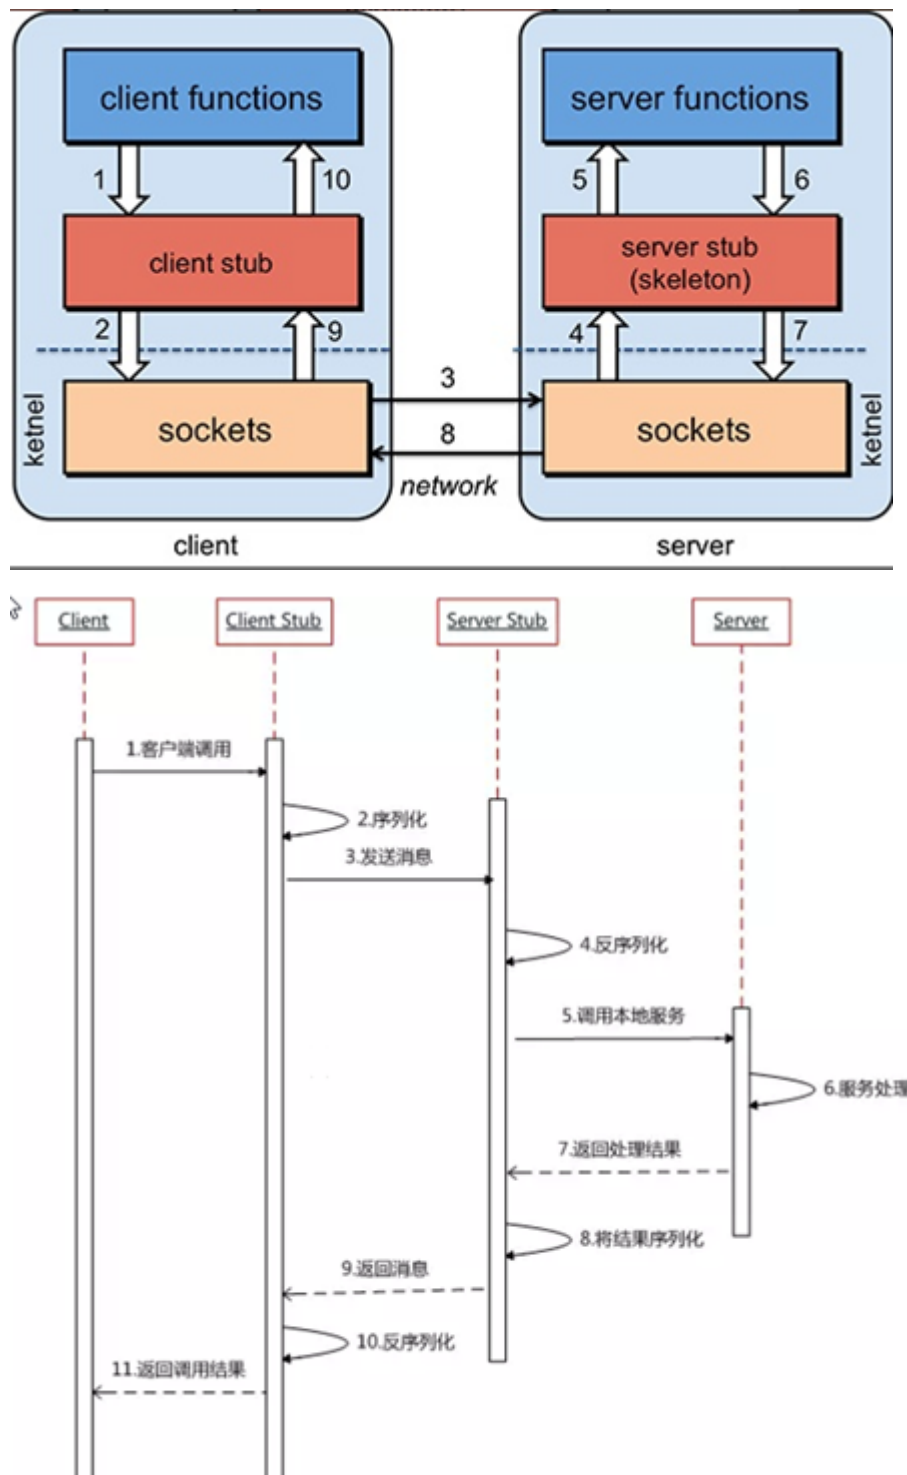 client functions
server functions
1
10
5
6
client stub
server stub
(skeleton)
2
9
4
7
3
ketnel
sockets
sockets
ketnel
8
network
client
server
Client
Client Stub
Server Stub
Server
1.客户端调用
2.序列化
3.发送消息
4.反序列化
5.调用本地服务
6.服务处理
7.返回处理结果
8.将结果序列化
9.返回消息
10.反序列化
11.返回调用结果